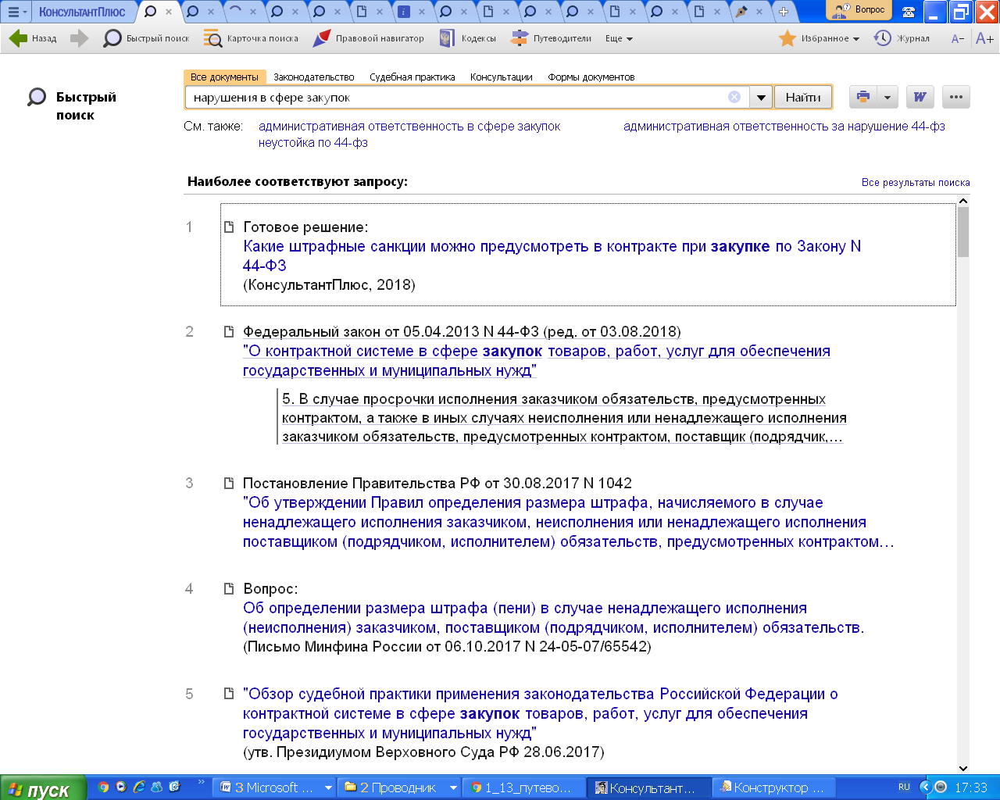 КонсультантПлюс
Вопрос
Назад
Быстрый поиск
Карточка поиска
Правовой навигатор
Кодексы
Путеводители
Еще
Избранное
Журнал
A−
A+
Все документы
Законодательство
Судебная практика
Консультации
Формы документов
Быстрый
поиск
нарушения в сфере закупок
Найти
См. также:
административная ответственность в сфере закупок
административная ответственность за нарушение 44-фз
неустойка по 44-фз
Наиболее соответствуют запросу:
Все результаты поиска
1
Готовое решение:
Какие штрафные санкции можно предусмотреть в контракте при закупке по Закону N
44-ФЗ
(КонсультантПлюс, 2018)
2
Федеральный закон от 05.04.2013 N 44-ФЗ (ред. от 03.08.2018)
"О контрактной системе в сфере закупок товаров, работ, услуг для обеспечения
государственных и муниципальных нужд"
5. В случае просрочки исполнения заказчиком обязательств, предусмотренных
контрактом, а также в иных случаях неисполнения или ненадлежащего исполнения
заказчиком обязательств, предусмотренных контрактом, поставщик (подрядчик,...
3
Постановление Правительства РФ от 30.08.2017 N 1042
"Об утверждении Правил определения размера штрафа, начисляемого в случае
ненадлежащего исполнения заказчиком, неисполнения или ненадлежащего исполнения
поставщиком (подрядчиком, исполнителем) обязательств, предусмотренных контрактом...
4
Вопрос:
Об определении размера штрафа (пени) в случае ненадлежащего исполнения
(неисполнения) заказчиком, поставщиком (подрядчиком, исполнителем) обязательств.
(Письмо Минфина России от 06.10.2017 N 24-05-07/65542)
5
"Обзор судебной практики применения законодательства Российской Федерации о
контрактной системе в сфере закупок товаров, работ, услуг для обеспечения
государственных и муниципальных нужд"
(утв. Президиумом Верховного Суда РФ 28.06.2017)
пуск
3 Microsoft ...
2 Проводник
1_13_путево...
Консультант...
Конструктор ...
RU
17:33